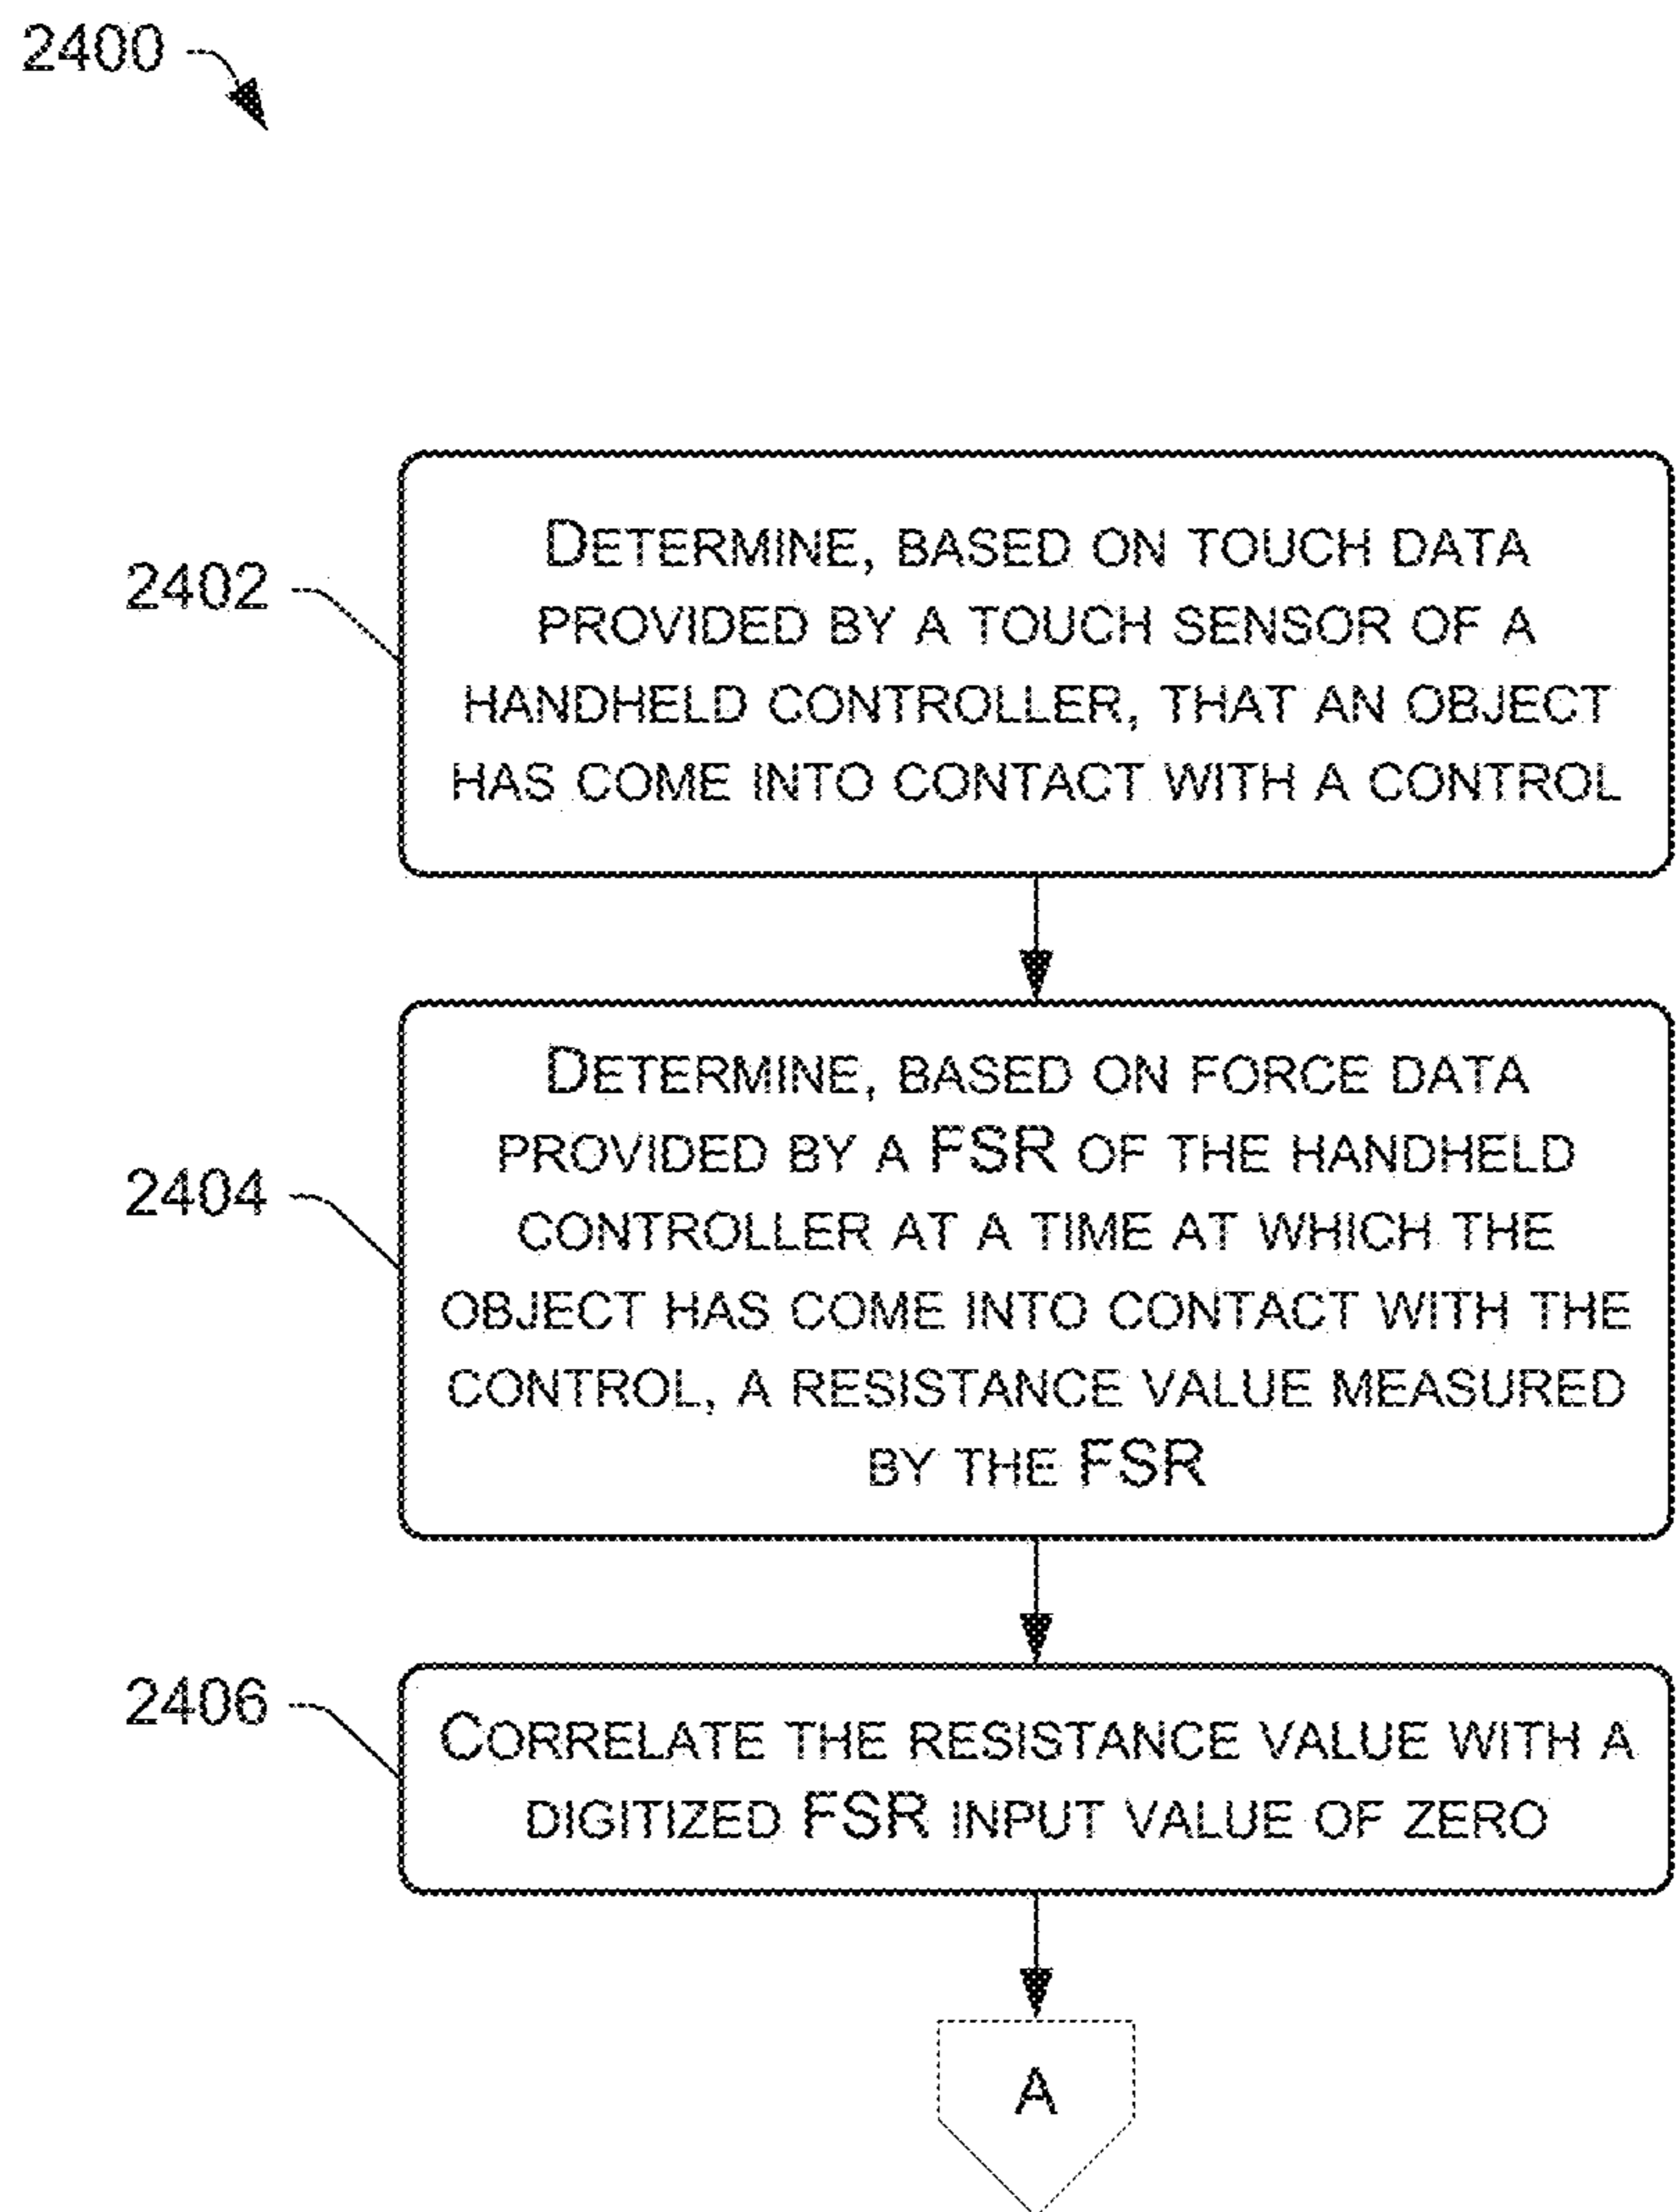 2400
2402
DETERMINE, BASED ON TOUCH DATA
PROVIDED BY A TOUCH SENSOR OF A
HANDHELD CONTROLLER, THAT AN OBJECT
HAS COME INTO CONTACT WITH A CONTROL
2404
DETERMINE, BASED ON FORCE DATA
PROVIDED BY A FSR OF THE HANDHELD
CONTROLLER AT A TIME AT WHICH THE
OBJECT HAS COME INTO CONTACT WITH THE
CONTROL, A RESISTANCE VALUE MEASURED
BY THE FSR
2406
CORRELATE THE RESISTANCE VALUE WITH A
DIGITIZED FSR INPUT VALUE OF ZERO
A